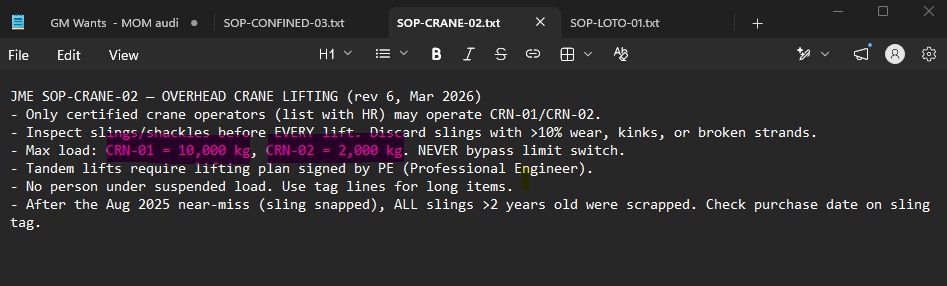 GM Wants - MOM audi
SOP-CONFINED-03.txt
SOP-CRANE-02.txt
SOP-LOTO-01.txt
File Edit View
H1
B I S
R
JME SOP-CRANE-02 — OVERHEAD CRANE LIFTING (rev 6, Mar 2026)
- Only certified crane operators (list with HR) may operate CRN-01/CRN-02.
- Inspect slings/shackles before EVERY lift. Discard slings with >10% wear, kinks, or broken strands.
- Max load: CRN-01 = 10,000 kg, CRN-02 = 2,000 kg. NEVER bypass limit switch.
- Tandem lifts require lifting plan signed by PE (Professional Engineer).
- No person under suspended load. Use tag lines for long items.
- After the Aug 2025 near-miss (sling snapped), ALL slings >2 years old were scrapped. Check purchase date on sling
tag.